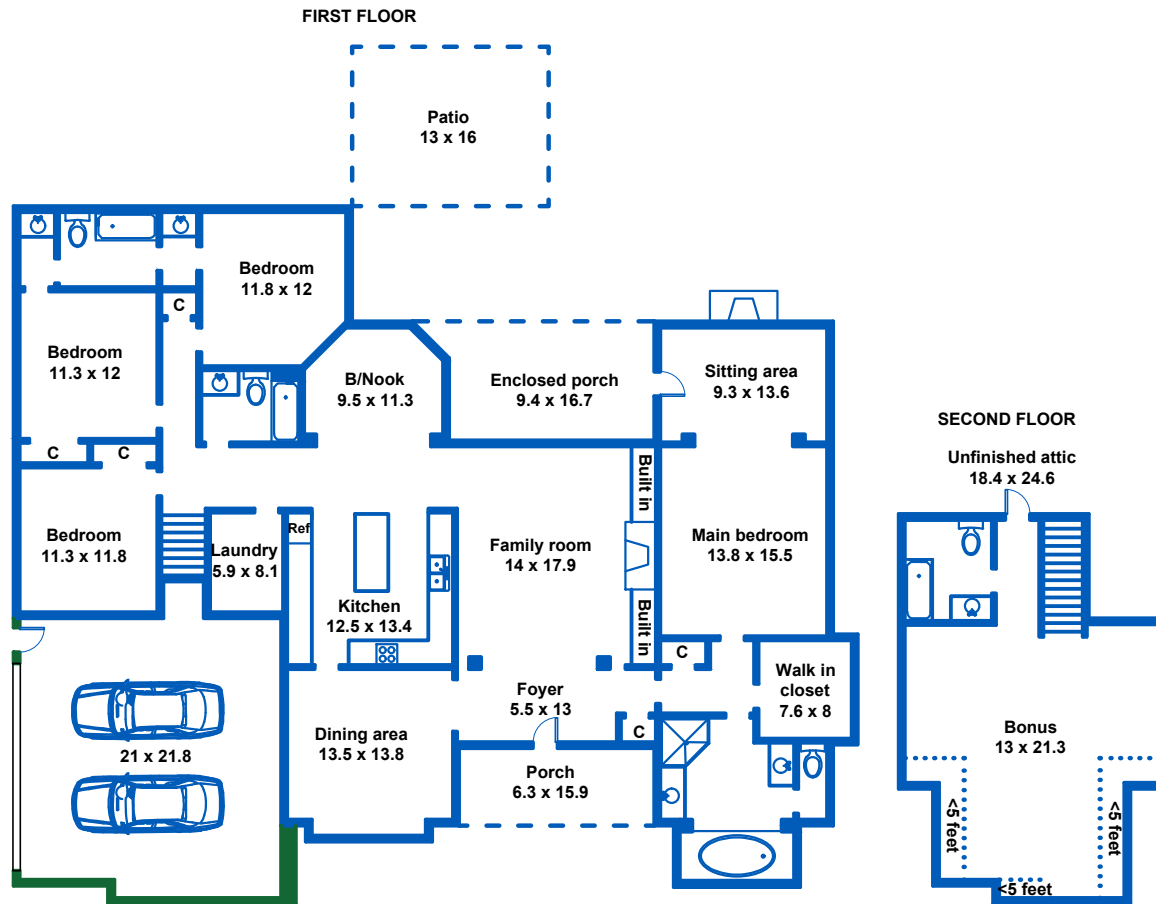 FIRST FLOOR
Patio
13 x 16
Bedroom
11.8 x 12
C
Bedroom
11.3 x 12
B/Nook
9.5 x 11.3
Enclosed porch
9.4 x 16.7
Sitting area
9.3 x 13.6
C
C
Bedroom
11.3 x 11.8
Laundry
5.9 x 8.1
Ref
Kitchen
12.5 x 13.4
Family room
14 x 17.9
Built in
Built in
Main bedroom
13.8 x 15.5
C
Walk in
closet
7.6 x 8
Foyer
5.5 x 13
C
Dining area
13.5 x 13.8
Porch
6.3 x 15.9
21 x 21.8
SECOND FLOOR
Unfinished attic
18.4 x 24.6
Bonus
13 x 21.3
<5 feet
<5 feet
<5 feet